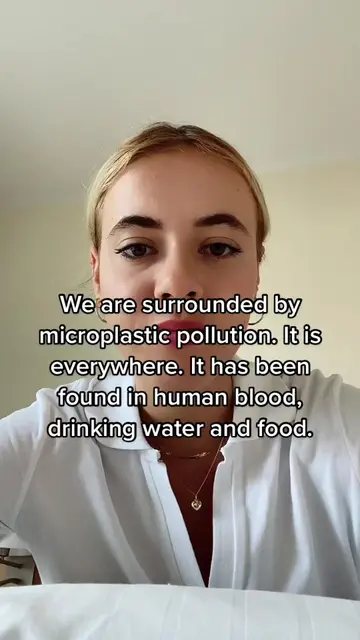 We are surrounded by
microplastic pollution. It is
everywhere. It has been
found in human blood,
drinking water and food.